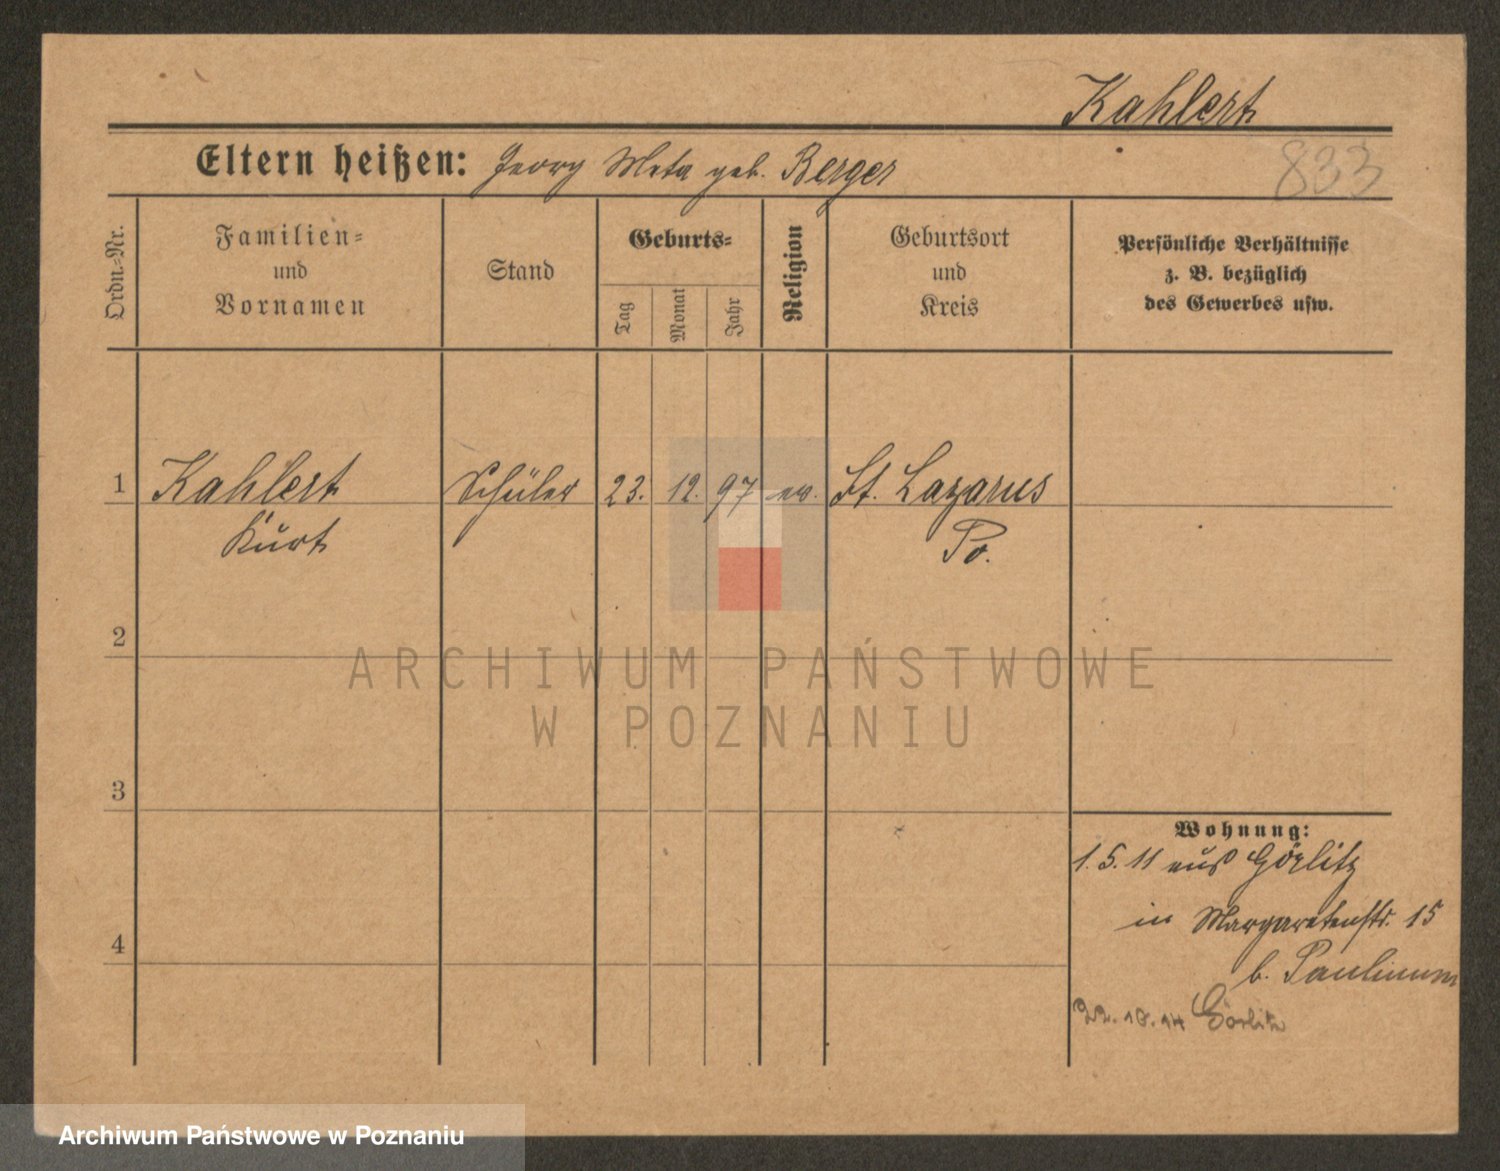 Kahlert
Eltern heißen: Georg Meta geb. Berger
833
Ordn.-Nr.
Familien-
und
Vornamen
Stand
Geburts-
Tag
Monat
Jahr
Religion
Geburtsort
und
Kreis
Persönliche Verhältnisse
z. B. bezüglich
des Gewerbes usw.
1 Kahlert Schüler 23. 12. 97 ev. St. Lazarus
Kurt Po.
2
ARCHIWUM PAŃSTWOWE
W POZNANIU
3
Wohnung:
1.5.11 aus Görlitz
in Margaretenstr. 15
4
b. Paulinum
22.10.14 Görlitz
Archiwum Państwowe w Poznaniu